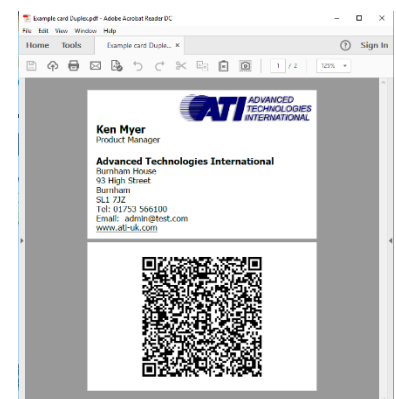 Example card Duplex.pdf - Adobe Acrobat Reader DC
File Edit View Window Help
Home Tools Example card Duple... ×
? Sign In
1 / 2 125%
ATI ADVANCED
TECHNOLOGIES
INTERNATIONAL
Ken Myer
Product Manager
Advanced Technologies International
Burnham House
93 High Street
Burnham
SL1 7JZ
Tel: 01753 566100
Email: admin@test.com
www.ati-uk.com